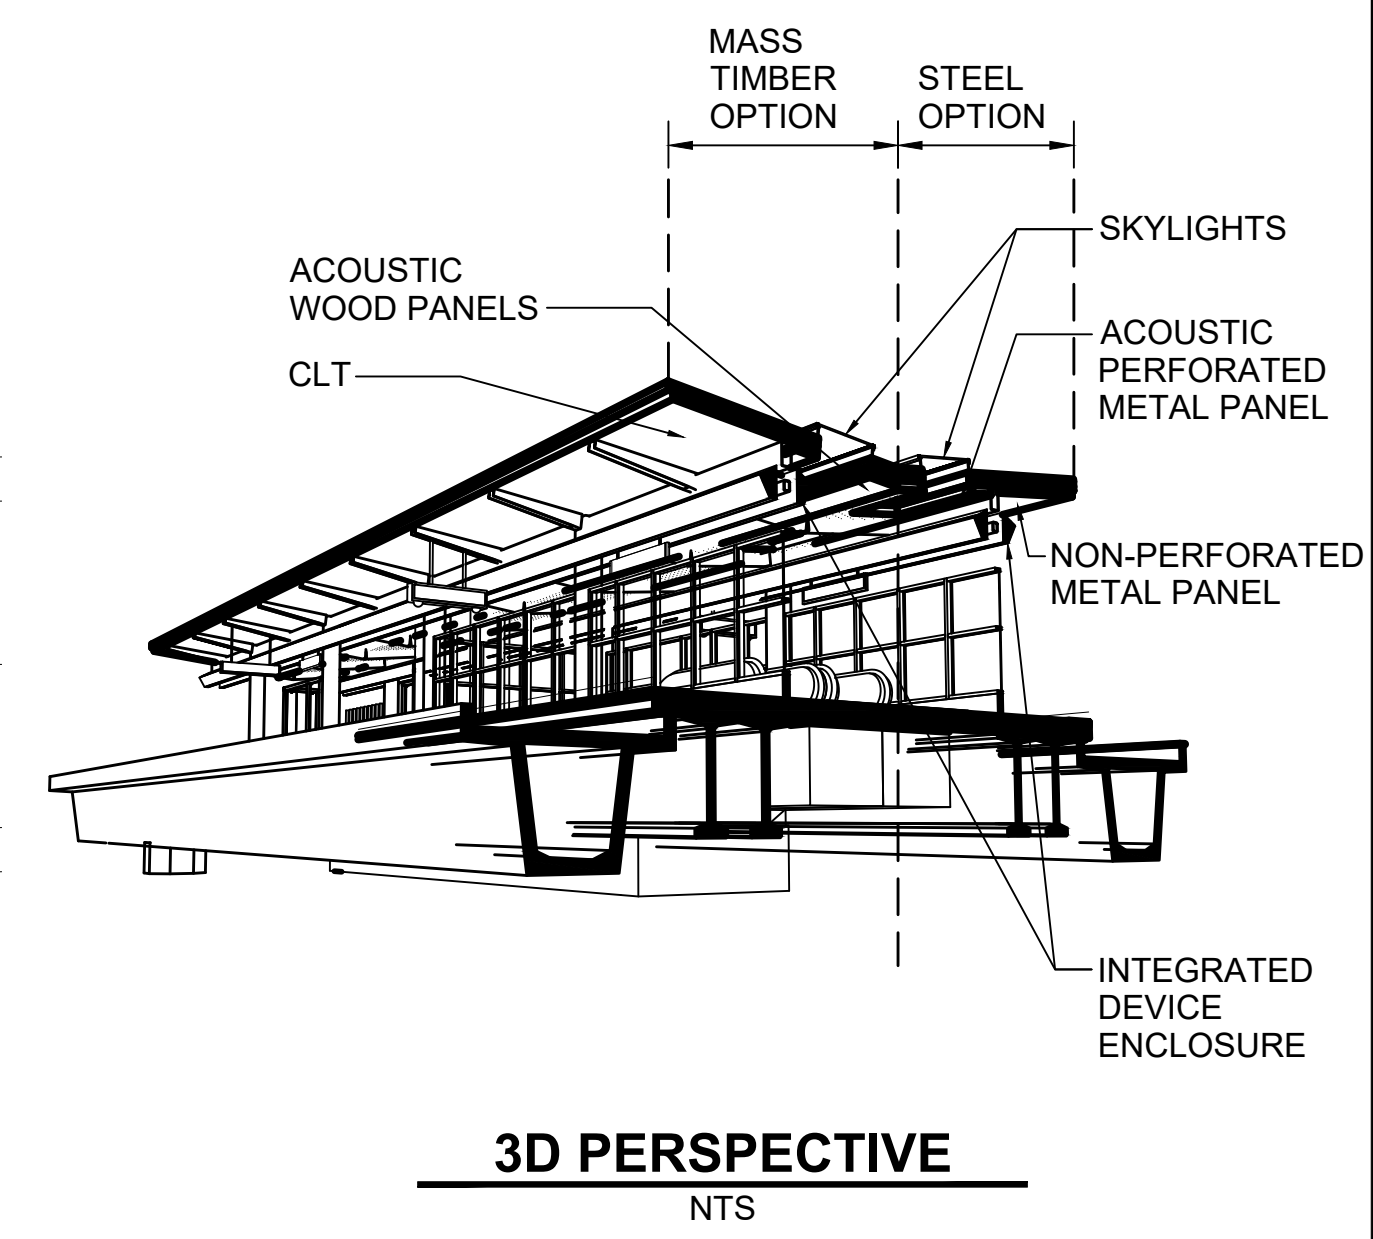 MASS
TIMBER
OPTION
STEEL
OPTION
SKYLIGHTS
ACOUSTIC
WOOD PANELS
ACOUSTIC
PERFORATED
METAL PANEL
CLT
NON-PERFORATED
METAL PANEL
INTEGRATED
DEVICE
ENCLOSURE
3D PERSPECTIVE
NTS